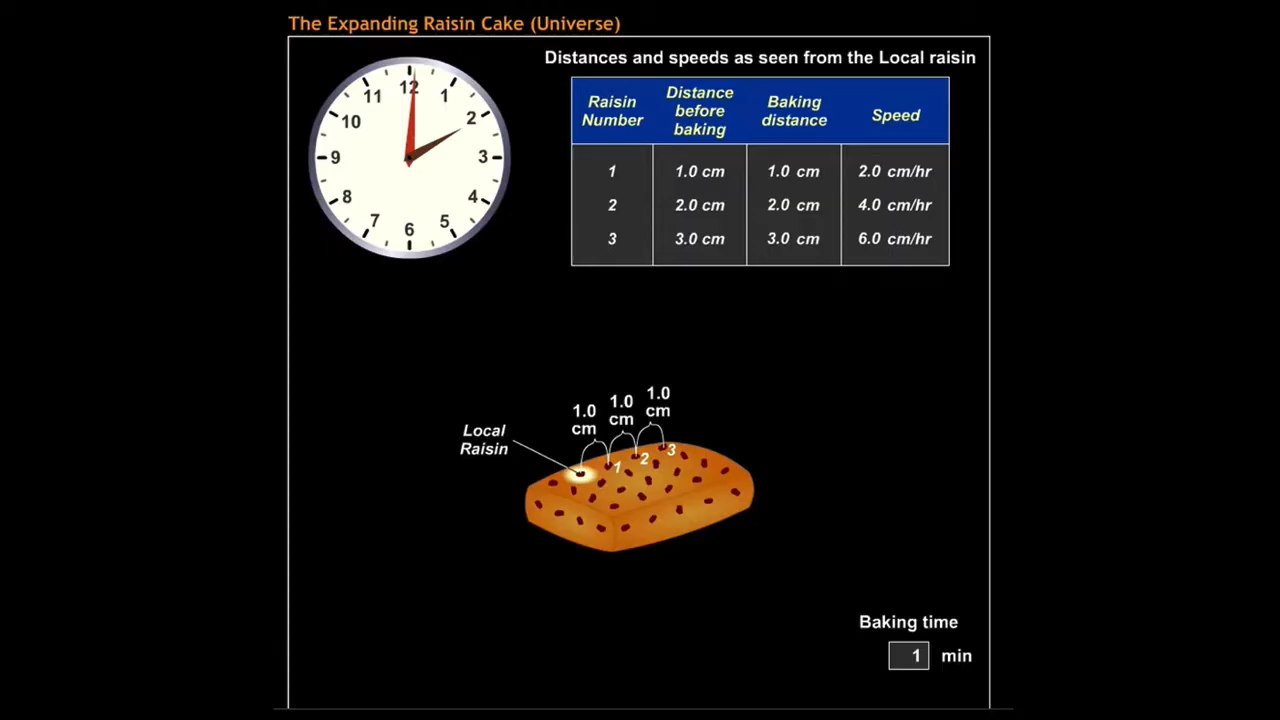 The Expanding Raisin Cake (Universe)
12
1
2
3
4
5
6
7
8
9
10
11
Distances and speeds as seen from the Local raisin
Raisin Number
Distance before baking
Baking distance
Speed
1 1.0 cm 1.0 cm 2.0 cm/hr
2 2.0 cm 2.0 cm 4.0 cm/hr
3 3.0 cm 3.0 cm 6.0 cm/hr
1.0 cm
1.0 cm
1.0 cm
Local
Raisin
1
2
3
Baking time
1 min